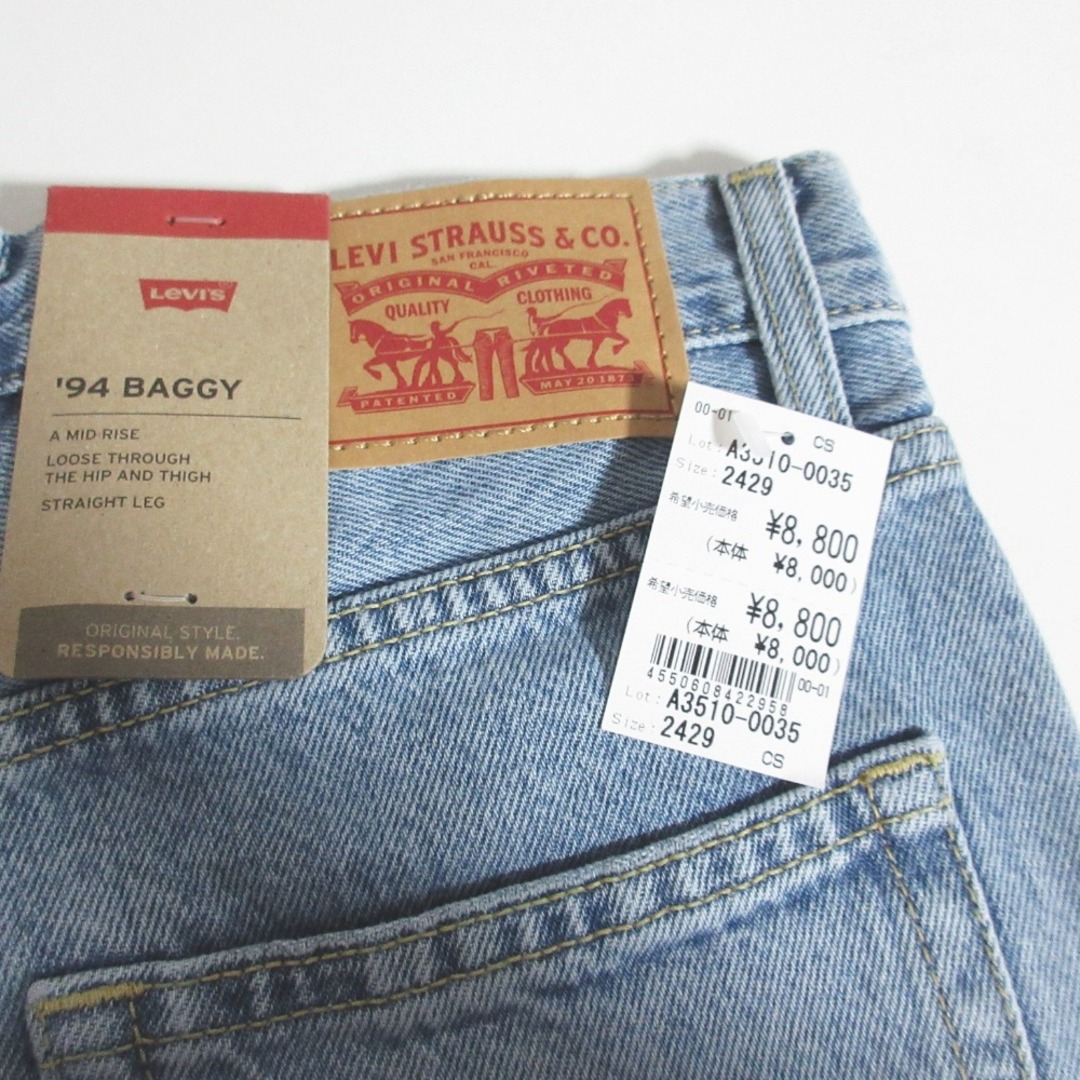 LEVI'S
'94 BAGGY
A MID-RISE
LOOSE THROUGH
THE HIP AND THIGH
STRAIGHT LEG
ORIGINAL STYLE.
RESPONSIBLY MADE.
LEVI STRAUSS & CO.
SAN FRANCISCO
CAL.
ORIGINAL RIVETED
QUALITY CLOTHING
PATENTED MAY 20 187
00-01 CS
Lot: A3510-0035
Size: 2429
希望小売価格 ¥8,800
(本体 ¥8,000)
希望小売価格 ¥8,800
(本体 ¥8,000)
4550608422958 00-01
Lot: A3510-0035
Size: 2429
CS